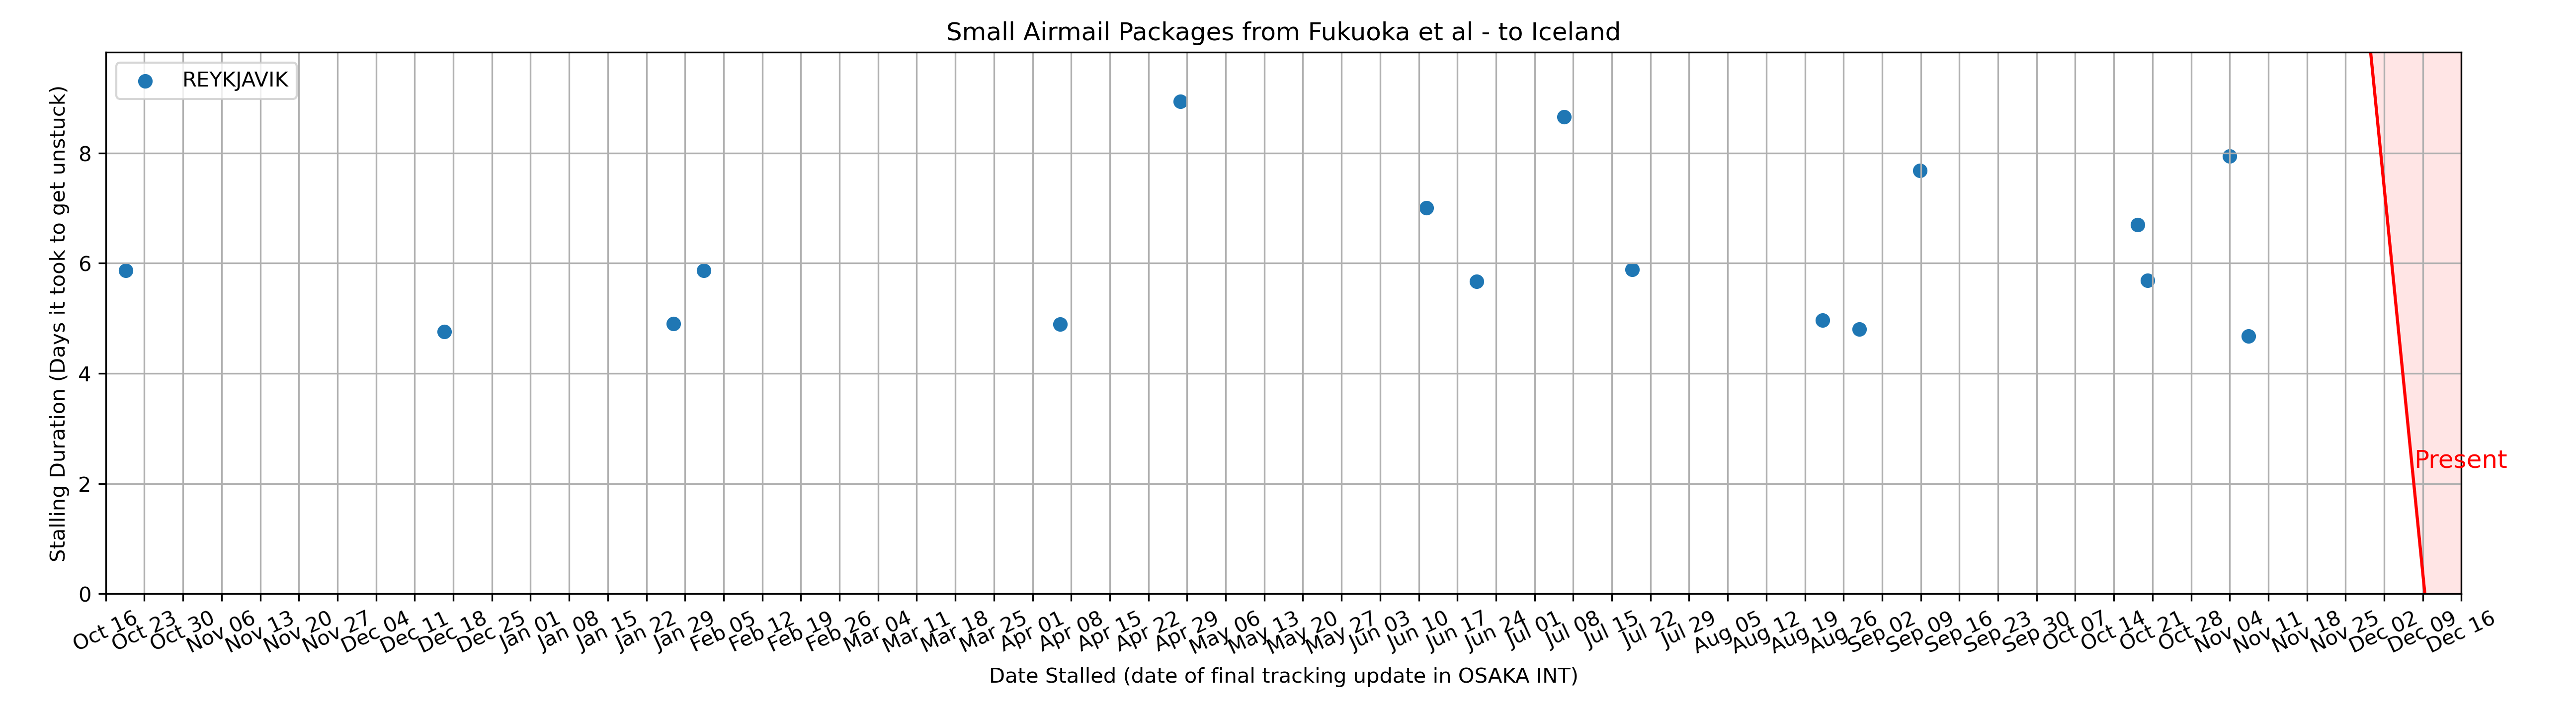 Small Airmail Packages from Fukuoka et al - to Iceland
REYKJAVIK
Stalling Duration (Days it took to get unstuck)
8
6
4
2
0
Present
Oct 16 Oct 23 Oct 30 Nov 06 Nov 13 Nov 20 Nov 27 Dec 04 Dec 11 Dec 18 Dec 25 Jan 01 Jan 08 Jan 15 Jan 22 Jan 29 Feb 05 Feb 12 Feb 19 Feb 26 Mar 04 Mar 11 Mar 18 Mar 25 Apr 01 Apr 08 Apr 15 Apr 22 Apr 29 May 06 May 13 May 20 May 27 Jun 03 Jun 10 Jun 17 Jun 24 Jul 01 Jul 08 Jul 15 Jul 22 Jul 29 Aug 05 Aug 12 Aug 19 Aug 26 Sep 02 Sep 09 Sep 16 Sep 23 Sep 30 Oct 07 Oct 14 Oct 21 Oct 28 Nov 04 Nov 11 Nov 18 Nov 25 Dec 02 Dec 09 Dec 16
Date Stalled (date of final tracking update in OSAKA INT)